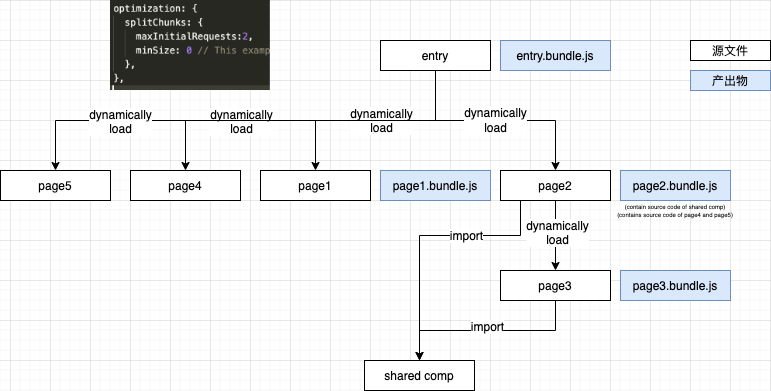 optimization: {
splitChunks: {
maxInitialRequests:2,
minSize: 0 // This examp
},
},
entry
entry.bundle.js
源文件
产出物
dynamically
load
dynamically
load
dynamically
load
dynamically
load
page5
page4
page1
page1.bundle.js
page2
page2.bundle.js
(contain source code of shared comp)
(contains source code of page4 and page5)
import
dynamically
load
page3
page3.bundle.js
import
shared comp